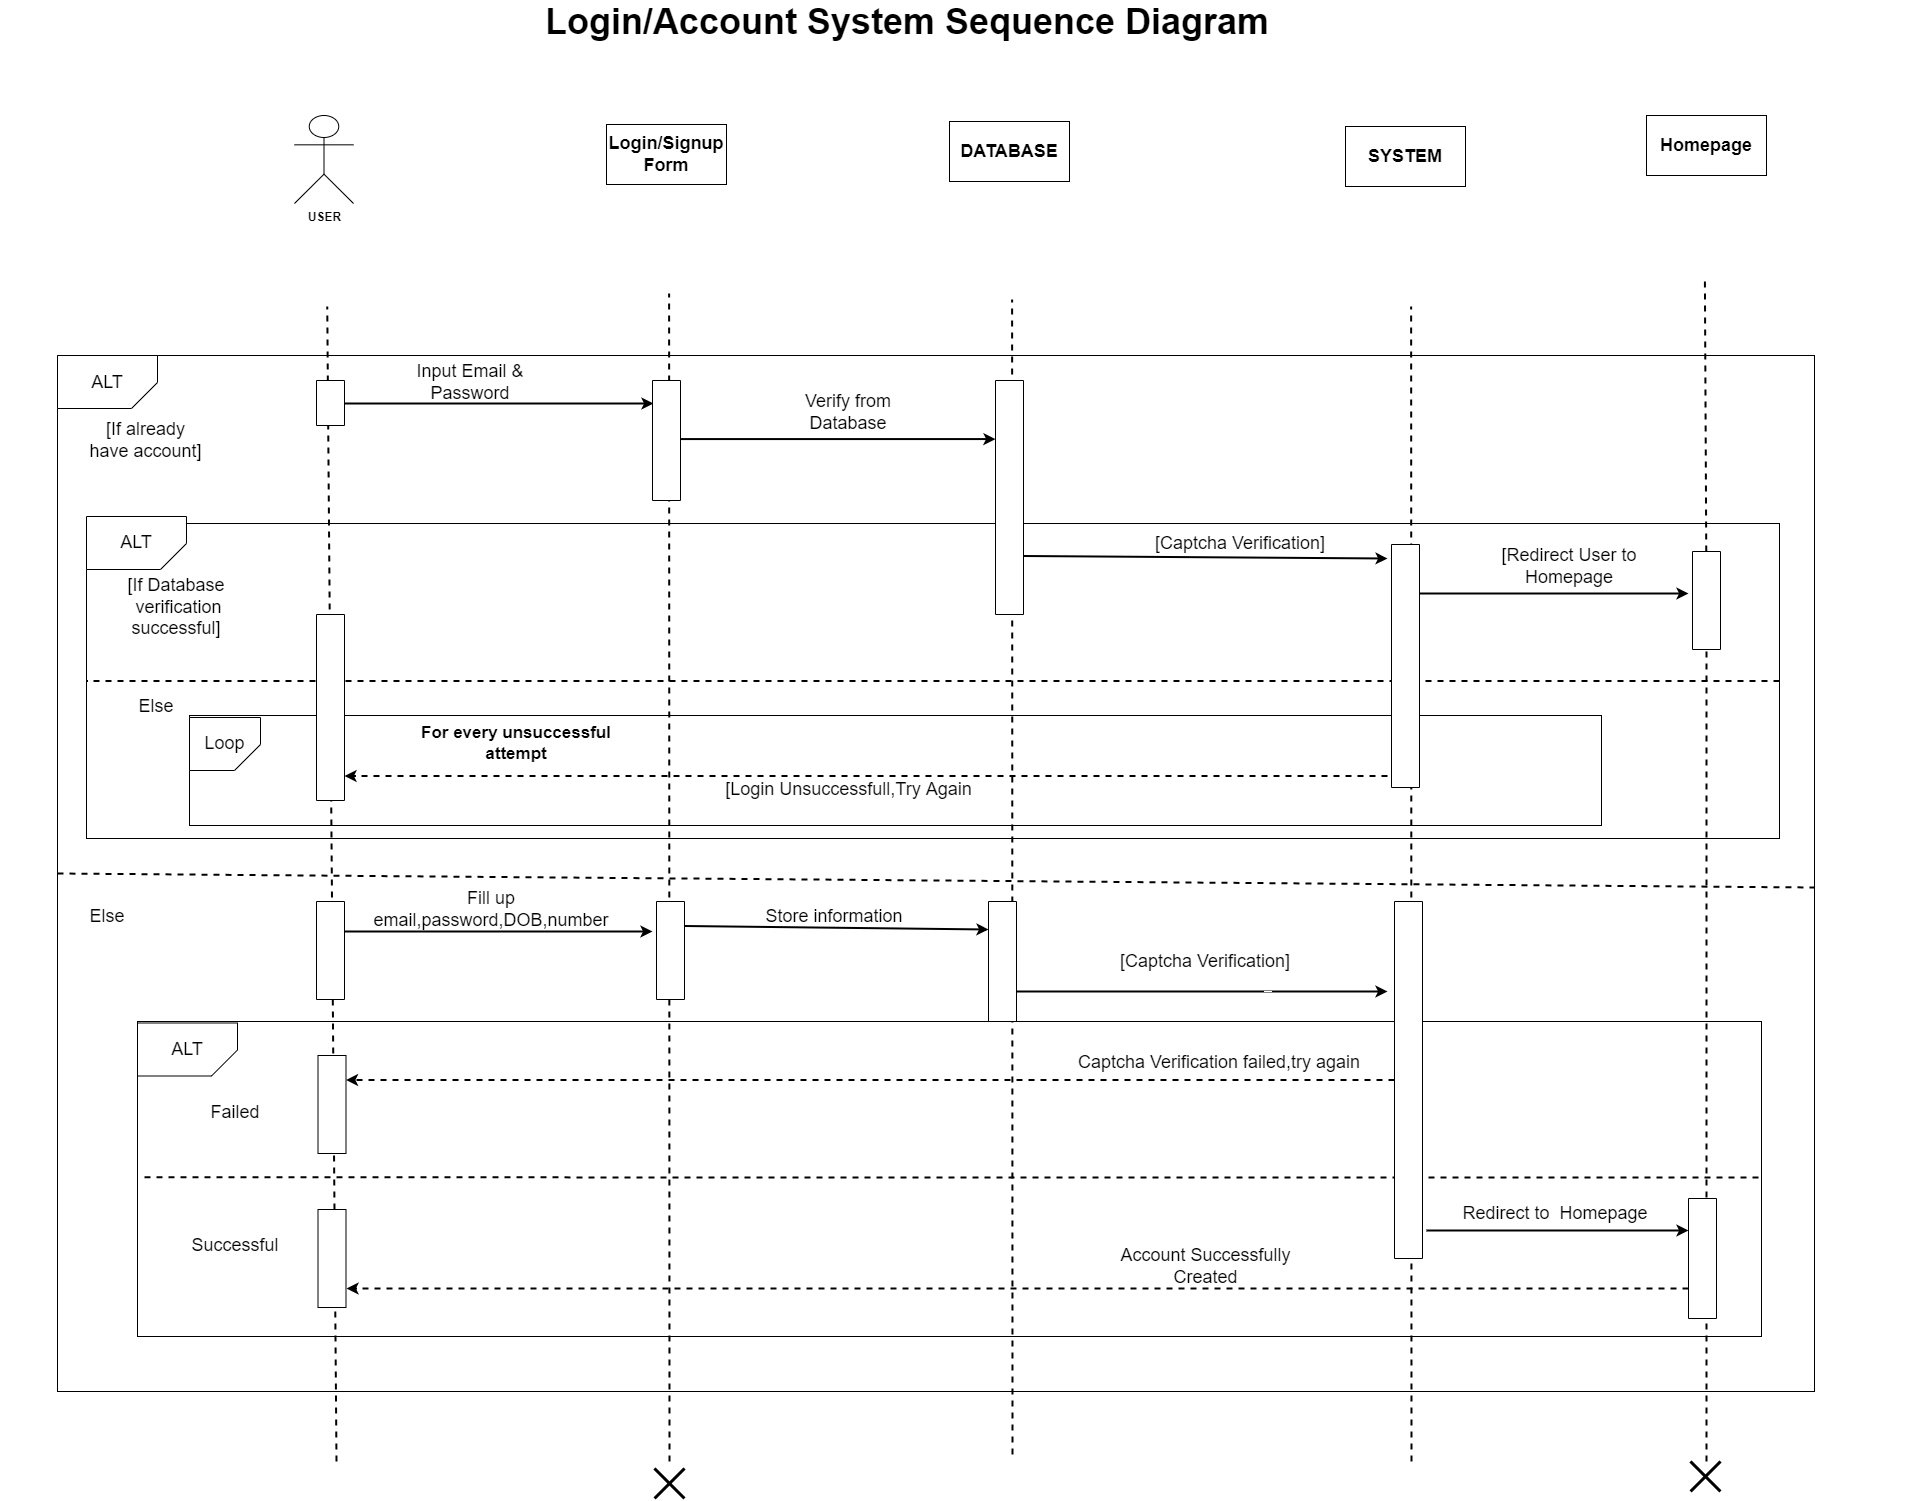 Login/Account System Sequence Diagram
USER
Login/Signup
Form
DATABASE
SYSTEM
Homepage
ALT
[If already
have account]
Input Email &
Password
Verify from
Database
ALT
[If Database
verification
successful]
[Captcha Verification]
[Redirect User to
Homepage
Else
Loop
For every unsuccessful
attempt
[Login Unsuccessfull,Try Again
Else
Fill up
email,password,DOB,number
Store information
[Captcha Verification]
ALT
Captcha Verification failed,try again
Failed
Redirect to  Homepage
Successful
Account Successfully
Created